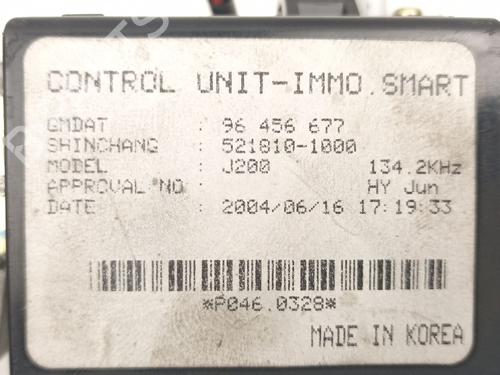 CONTROL UNIT-IMMO.SMART
GMDAT : 96 456 677
SHINCHANG : 521810-1000
MODEL : J200 134.2KHz
APPROVAL NO : HY Jun
DATE : 2004/06/16 17:19:33
*P046.0328*
MADE IN KOREA